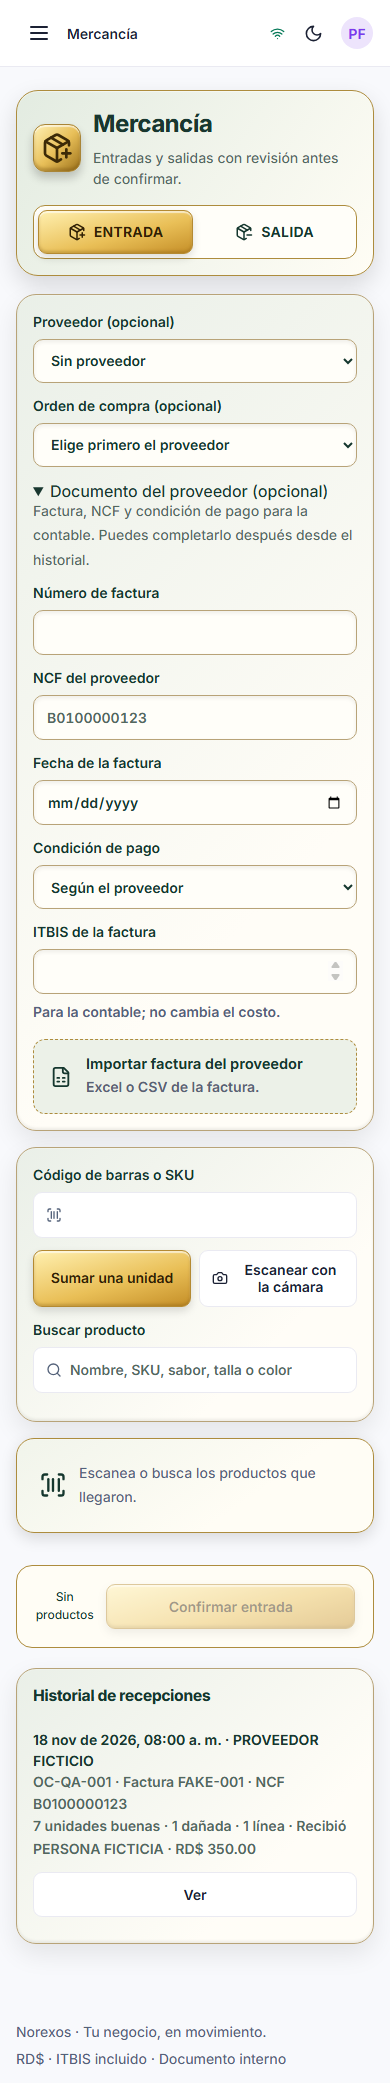 Mercancía
PF
Mercancía
Entradas y salidas con revisión antes
de confirmar.
ENTRADA
SALIDA
Proveedor (opcional)
Sin proveedor
Orden de compra (opcional)
Elige primero el proveedor
Documento del proveedor (opcional)
Factura, NCF y condición de pago para la
contable. Puedes completarlo después desde el
historial.
Número de factura
NCF del proveedor
B0100000123
Fecha de la factura
mm/dd/yyyy
Condición de pago
Según el proveedor
ITBIS de la factura
Para la contable; no cambia el costo.
Importar factura del proveedor
Excel o CSV de la factura.
Código de barras o SKU
Sumar una unidad
Escanear con
la cámara
Buscar producto
Nombre, SKU, sabor, talla o color
Escanea o busca los productos que
llegaron.
Sin
productos
Confirmar entrada
Historial de recepciones
18 nov de 2026, 08:00 a. m. · PROVEEDOR
FICTICIO
OC-QA-001 · Factura FAKE-001 · NCF
B0100000123
7 unidades buenas · 1 dañada · 1 línea · Recibió
PERSONA FICTICIA · RD$ 350.00
Ver
Norexos · Tu negocio, en movimiento.
RD$ · ITBIS incluido · Documento interno